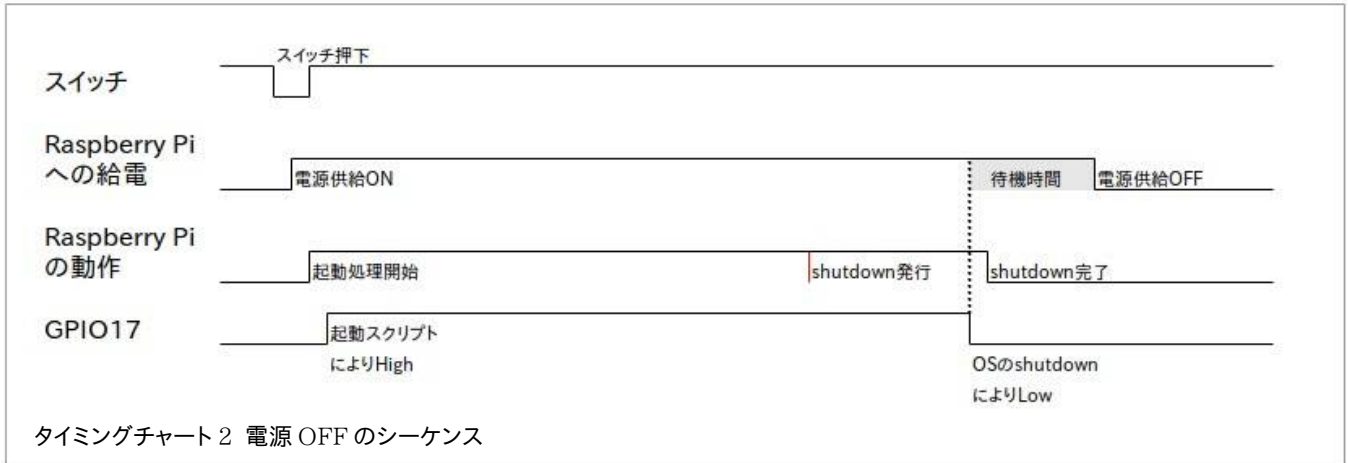 スイッチ押下
スイッチ
Raspberry Pi
への給電
電源供給ON
待機時間
電源供給OFF
Raspberry Pi
の動作
起動処理開始
shutdown発行
shutdown完了
GPIO17
起動スクリプト
によりHigh
OSのshutdown
によりLow
タイミングチャート 2 電源 OFF のシーケンス